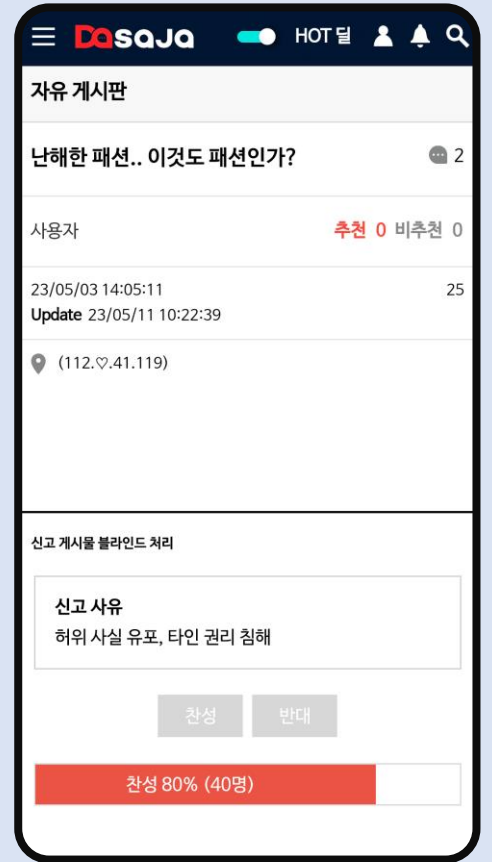 DasaJa HOT딜
자유 게시판
난해한 패션.. 이것도 패션인가? 2
사용자 추천 0 비추천 0
23/05/03 14:05:11 25
Update 23/05/11 10:22:39
(112.♡.41.119)
신고 게시물 블라인드 처리
신고 사유
허위 사실 유포, 타인 권리 침해
찬성 반대
찬성 80% (40명)